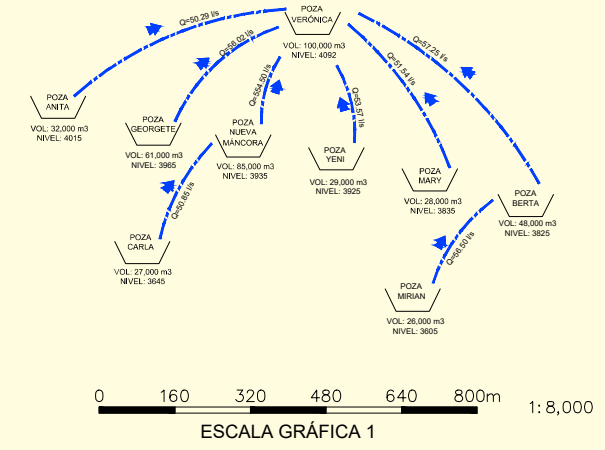 POZA
VERÓNICA
VOL: 100,000 m3
NIVEL: 4092
Q=50.29 l/s
Q=56.02 l/s
Q=554.50 l/s
Q=53.57 l/s
Q=51.54 l/s
Q=57.25 l/s
POZA
ANITA
VOL: 32,000 m3
NIVEL: 4015
POZA
GEORGETE
VOL: 61,000 m3
NIVEL: 3965
POZA
NUEVA
MÁNCORA
VOL: 85,000 m3
NIVEL: 3935
POZA
YENI
VOL: 29,000 m3
NIVEL: 3925
POZA
MARY
VOL: 28,000 m3
NIVEL: 3835
POZA
BERTA
VOL: 48,000 m3
NIVEL: 3825
Q=50.85 l/s
POZA
CARLA
VOL: 27,000 m3
NIVEL: 3645
Q=56.50 l/s
POZA
MIRIAN
VOL: 26,000 m3
NIVEL: 3605
0 160 320 480 640 800m
1:8,000
ESCALA GRÁFICA 1